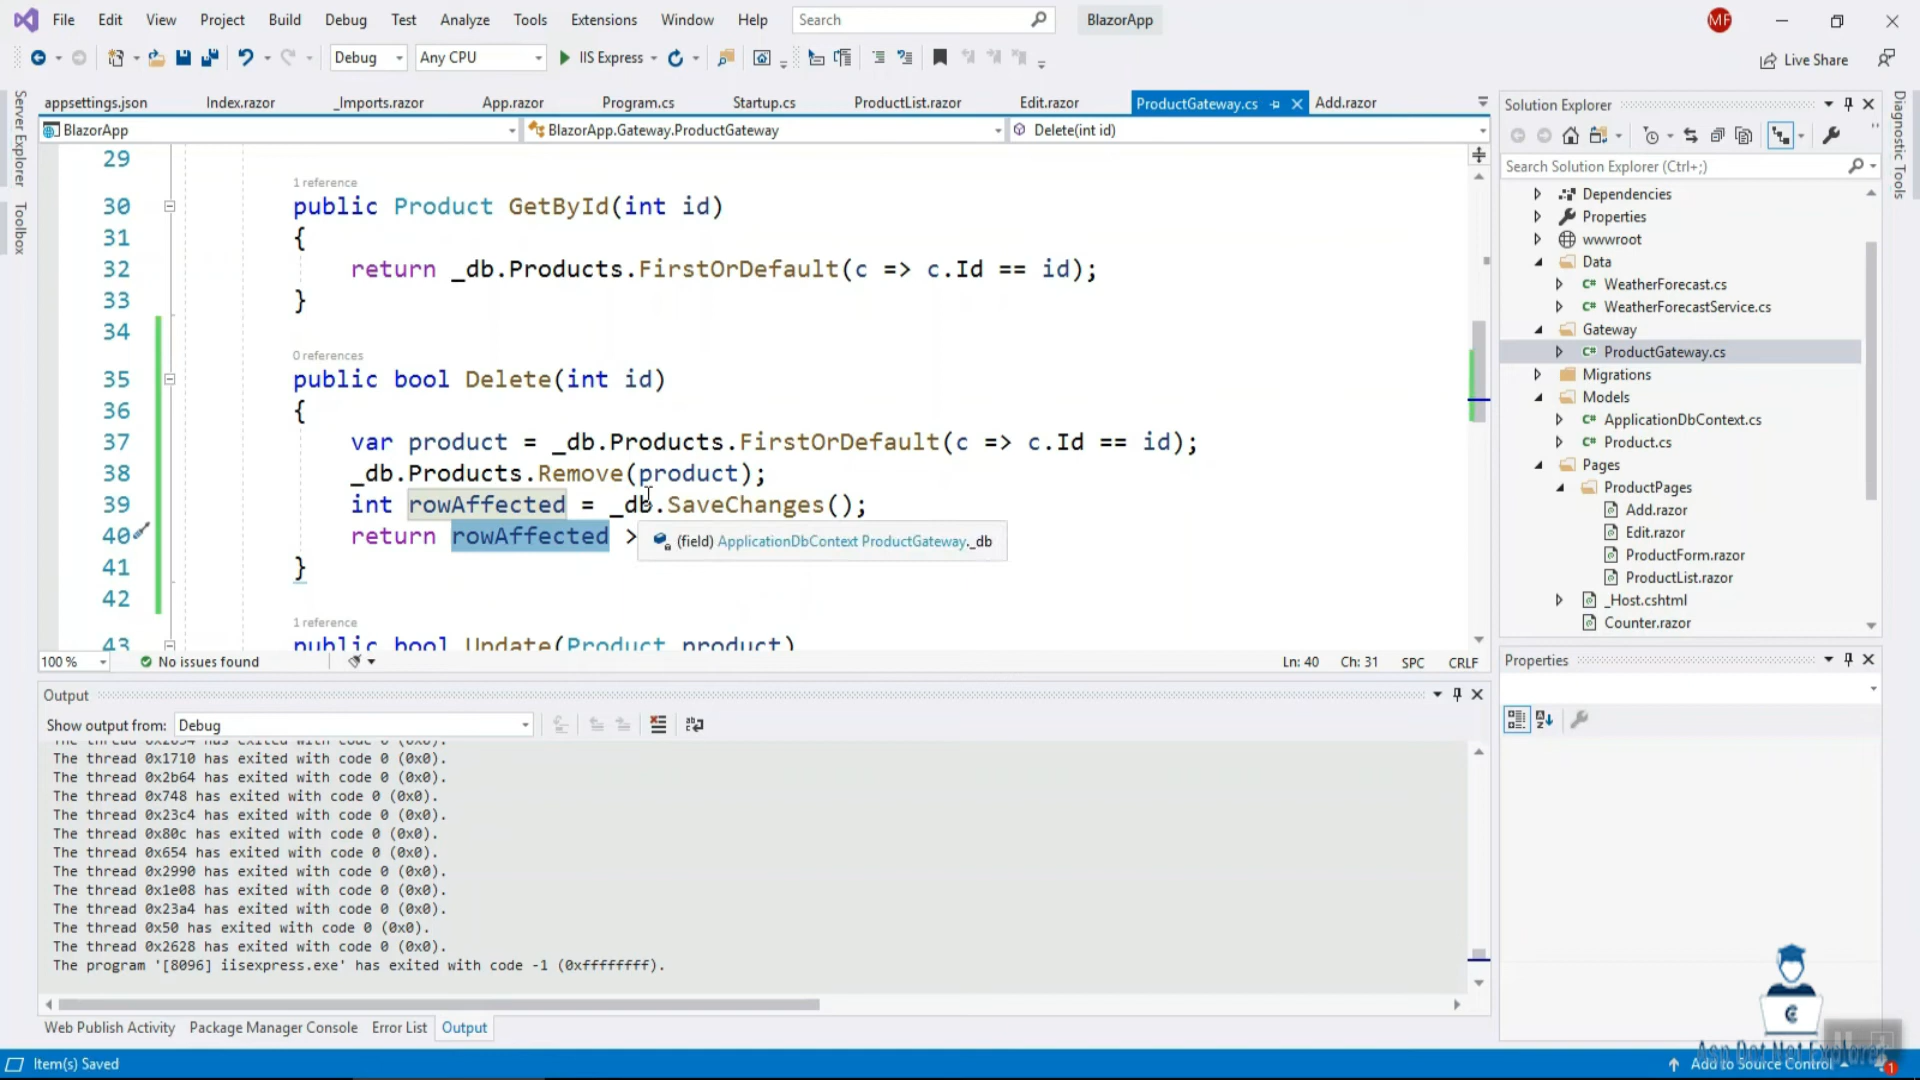 File Edit View Project Build Debug Test Analyze Tools Extensions Window Help Search BlazorApp MF
Debug Any CPU IIS Express Live Share
appsettings.json Index.razor _Imports.razor App.razor Program.cs Startup.cs ProductList.razor Edit.razor ProductGateway.cs Add.razor
BlazorApp BlazorApp.Gateway.ProductGateway Delete(int id)
Server Explorer
Toolbox
29
1 reference
30 public Product GetById(int id)
31 {
32 return _db.Products.FirstOrDefault(c => c.Id == id);
33 }
34
0 references
35 public bool Delete(int id)
36 {
37 var product = _db.Products.FirstOrDefault(c => c.Id == id);
38 _db.Products.Remove(product);
39 int rowAffected = _db.SaveChanges();
40 return rowAffected >
(field) ApplicationDbContext ProductGateway._db
41 }
42
1 reference
43 public bool Update(Product product)
100 % No issues found Ln: 40 Ch: 31 SPC CRLF
Output
Show output from: Debug
The thread 0x1710 has exited with code 0 (0x0).
The thread 0x2b64 has exited with code 0 (0x0).
The thread 0x748 has exited with code 0 (0x0).
The thread 0x23c4 has exited with code 0 (0x0).
The thread 0x80c has exited with code 0 (0x0).
The thread 0x654 has exited with code 0 (0x0).
The thread 0x2990 has exited with code 0 (0x0).
The thread 0x1e08 has exited with code 0 (0x0).
The thread 0x23a4 has exited with code 0 (0x0).
The thread 0x50 has exited with code 0 (0x0).
The thread 0x2628 has exited with code 0 (0x0).
The program '[8096] iisexpress.exe' has exited with code -1 (0xffffffff).
Web Publish Activity Package Manager Console Error List Output
Solution Explorer
Search Solution Explorer (Ctrl+;)
Dependencies
Properties
wwwroot
Data
C# WeatherForecast.cs
C# WeatherForecastService.cs
Gateway
C# ProductGateway.cs
Migrations
Models
C# ApplicationDbContext.cs
C# Product.cs
Pages
ProductPages
Add.razor
Edit.razor
ProductForm.razor
ProductList.razor
_Host.cshtml
Counter.razor
Properties
Diagnostic Tools
Item(s) Saved Add to Source Control 1